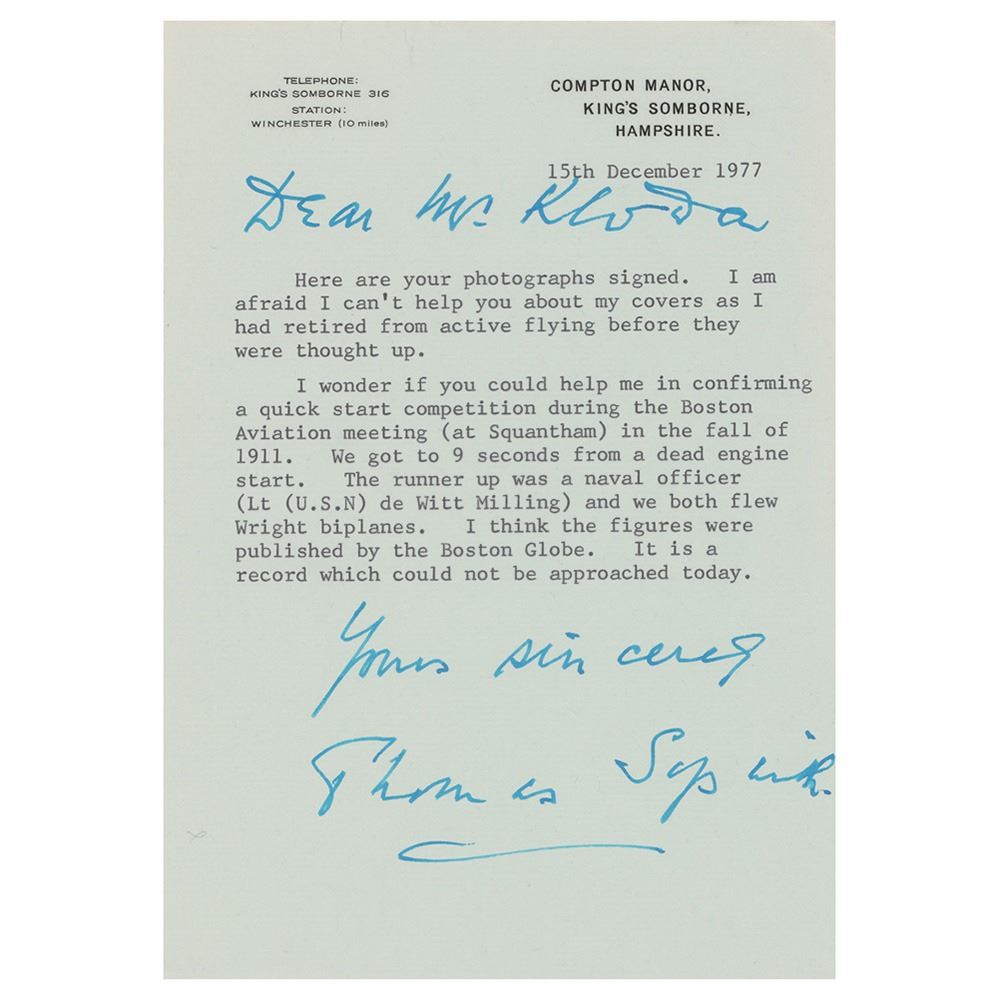 TELEPHONE:
KING'S SOMBORNE 316
STATION:
WINCHESTER (10 miles)
COMPTON MANOR,
KING'S SOMBORNE,
HAMPSHIRE.
15th December 1977
Dear Mr Kloda
Here are your photographs signed. I am
afraid I can't help you about my covers as I
had retired from active flying before they
were thought up.
I wonder if you could help me in confirming
a quick start competition during the Boston
Aviation meeting (at Squantham) in the fall of
1911. We got to 9 seconds from a dead engine
start. The runner up was a naval officer
(Lt (U.S.N) de Witt Milling) and we both flew
Wright biplanes. I think the figures were
published by the Boston Globe. It is a
record which could not be approached today.
Yours sincerely
Thomas Sopwith.